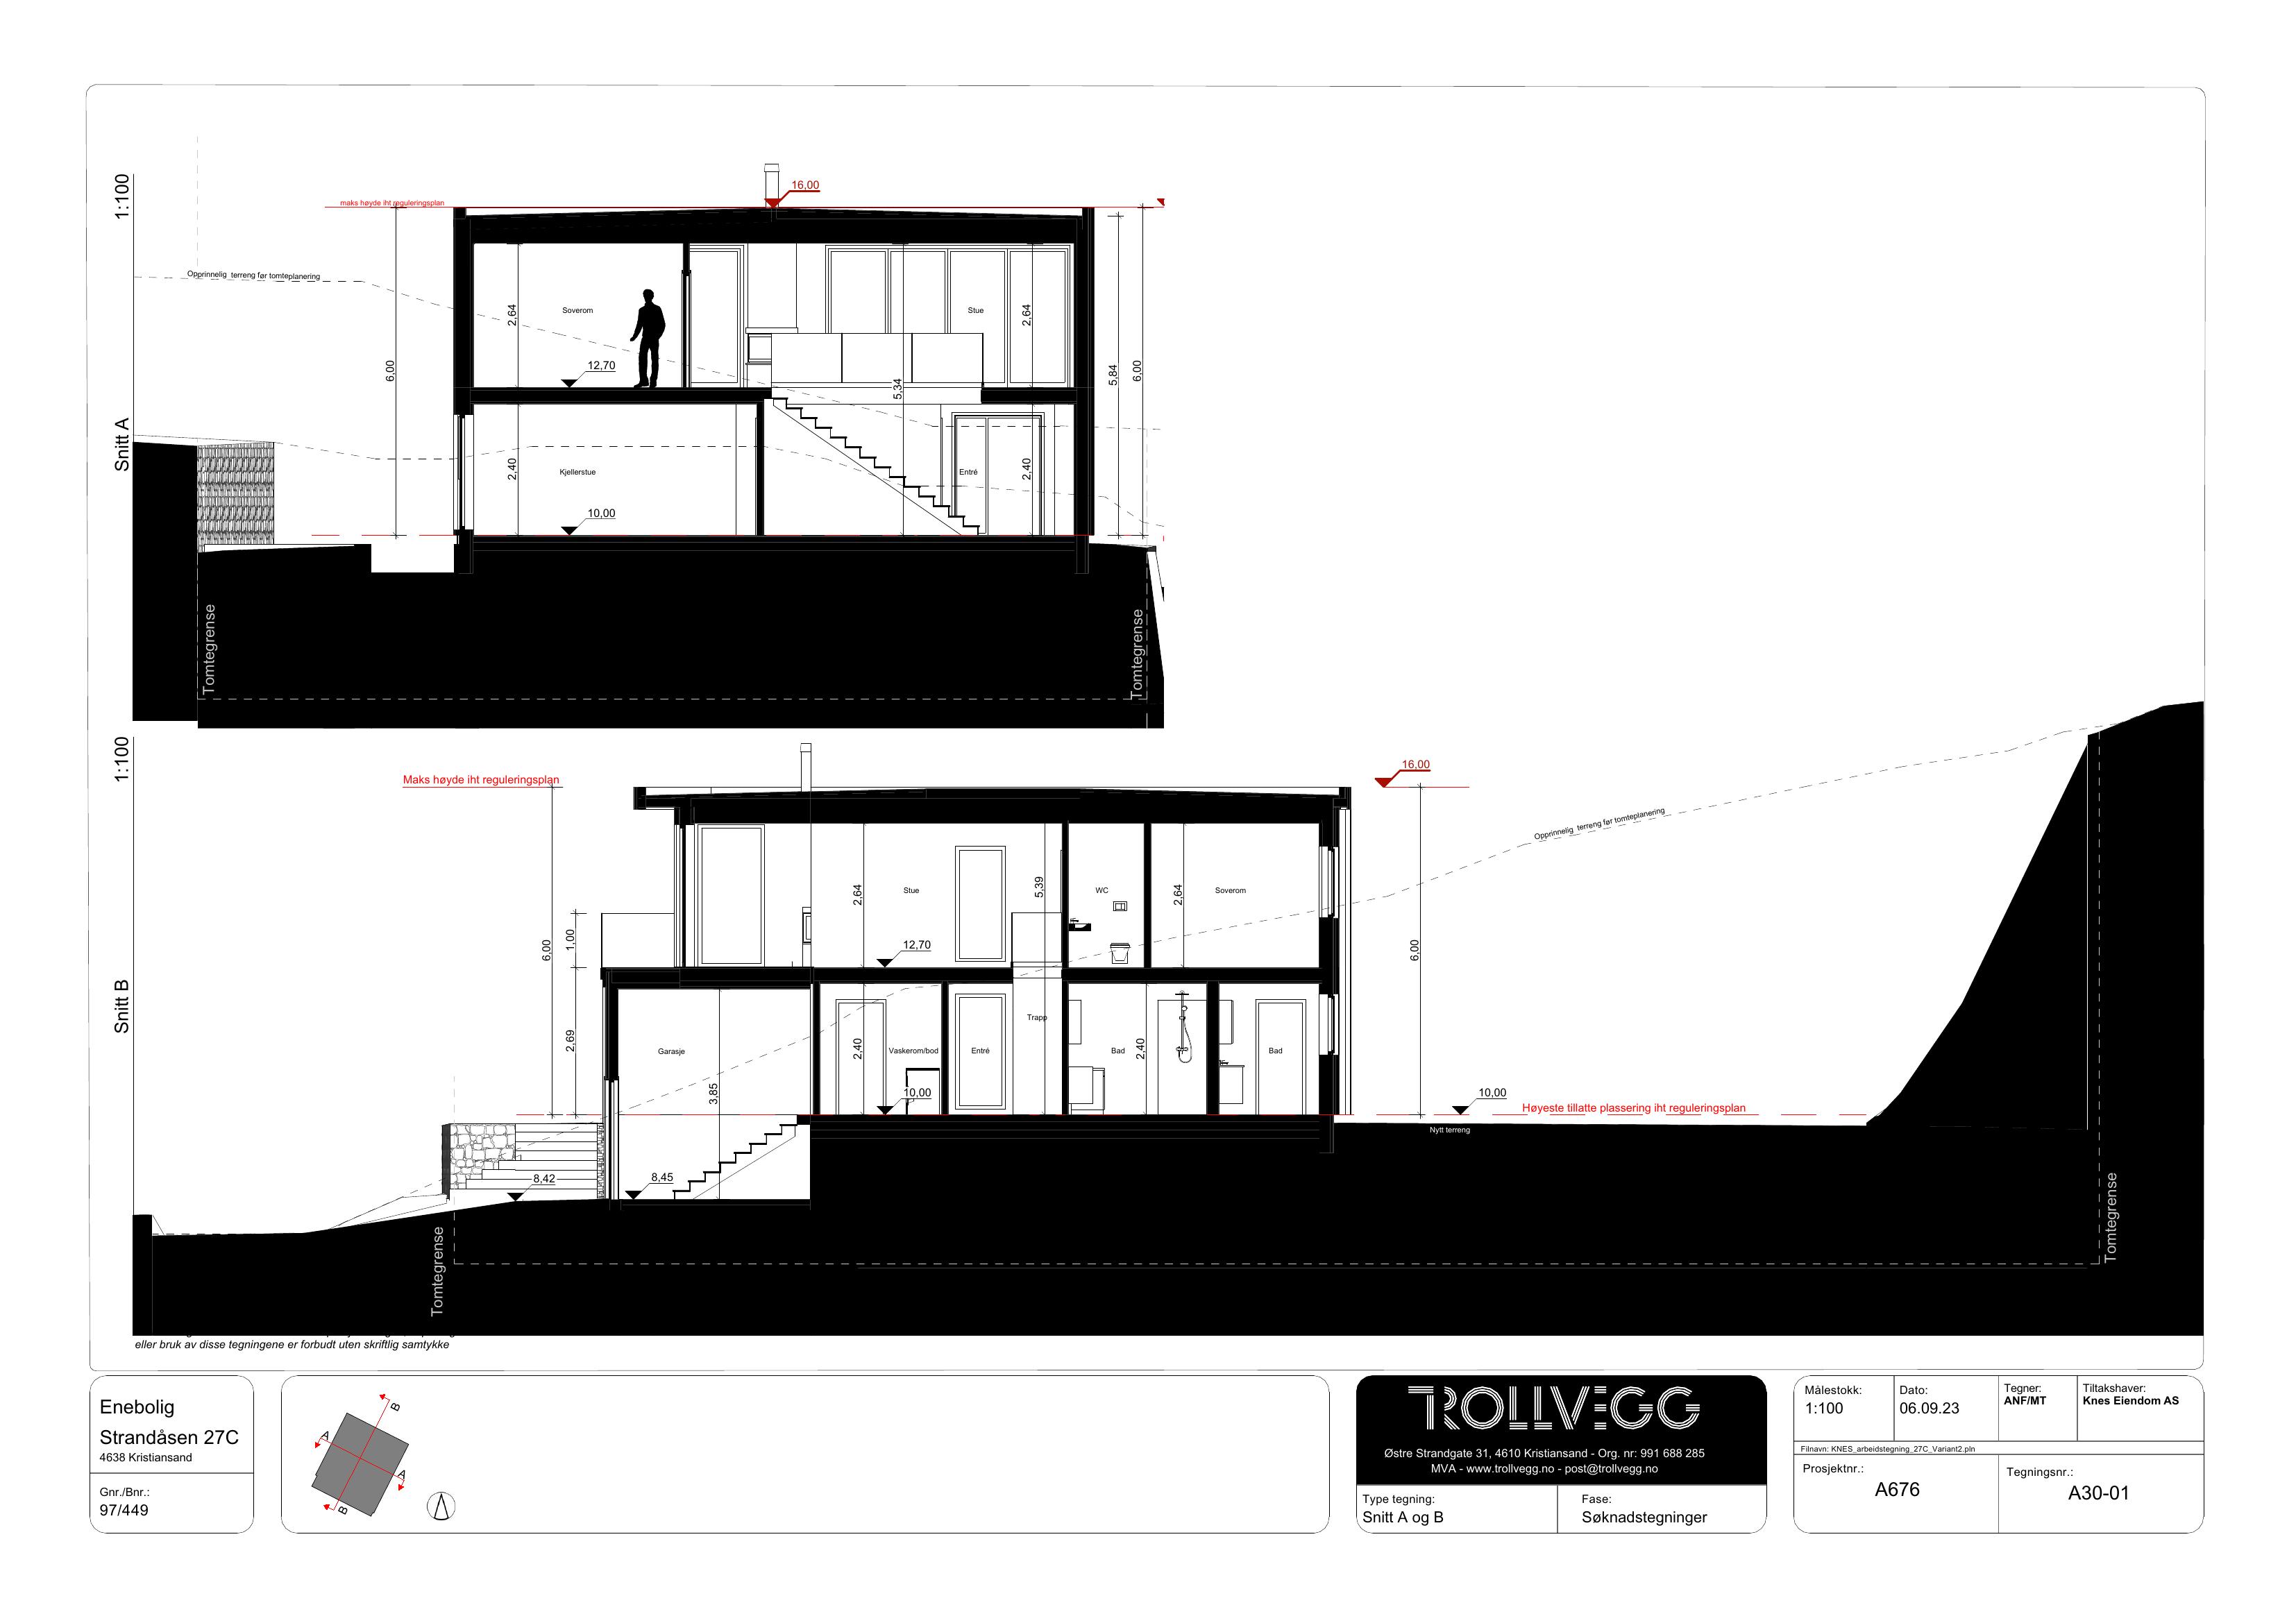 1:100
Snitt A
maks høyde iht reguleringsplan
16,00
Opprinnelig terreng før tomteplanering
6,00
2,64
Soverom
12,70
5,34
Stue
2,64
5,84
6,00
2,40
Kjellerstue
10,00
Entré
2,40
Tomtegrense
Tomtegrense
1:100
Snitt B
Maks høyde iht reguleringsplan
16,00
Opprinnelig terreng før tomteplanering
6,00
1,00
2,69
2,64
Stue
12,70
5,39
WC
2,64
Soverom
6,00
Garasje
3,85
2,40
Vaskerom/bod
10,00
Entré
Trapp
Bad
2,40
Bad
10,00
Høyeste tillatte plassering iht reguleringsplan
Nytt terreng
8,42
8,45
Tomtegrense
Tomtegrense
eller bruk av disse tegningene er forbudt uten skriftlig samtykke
Enebolig
Strandåsen 27C
4638 Kristiansand
Gnr./Bnr.:
97/449
B
A
A
B
TROLLVEGG
Østre Strandgate 31, 4610 Kristiansand - Org. nr: 991 688 285
MVA - www.trollvegg.no - post@trollvegg.no
Type tegning:
Snitt A og B
Fase:
Søknadstegninger
Målestokk:
1:100
Dato:
06.09.23
Tegner:
ANF/MT
Tiltakshaver:
Knes Eiendom AS
Filnavn: KNES_arbeidstegning_27C_Variant2.pln
Prosjektnr.:
A676
Tegningsnr.:
A30-01